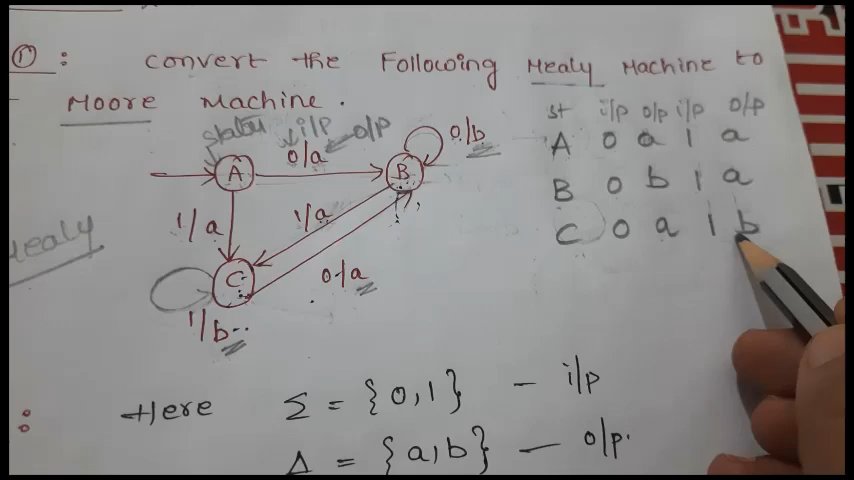 ① : Convert the Following Mealy Machine to
Moore Machine.
st i/p o/p i/p o/p
A 0 a 1 a
B 0 b 1 a
C 0 a 1 b
states i/p o/p
0/a
0/b
A
B
Mealy
1/a
1/a
C
0/a
1/b
: Here Σ = {0,1} - i/p
Δ = {a,b} - o/p.